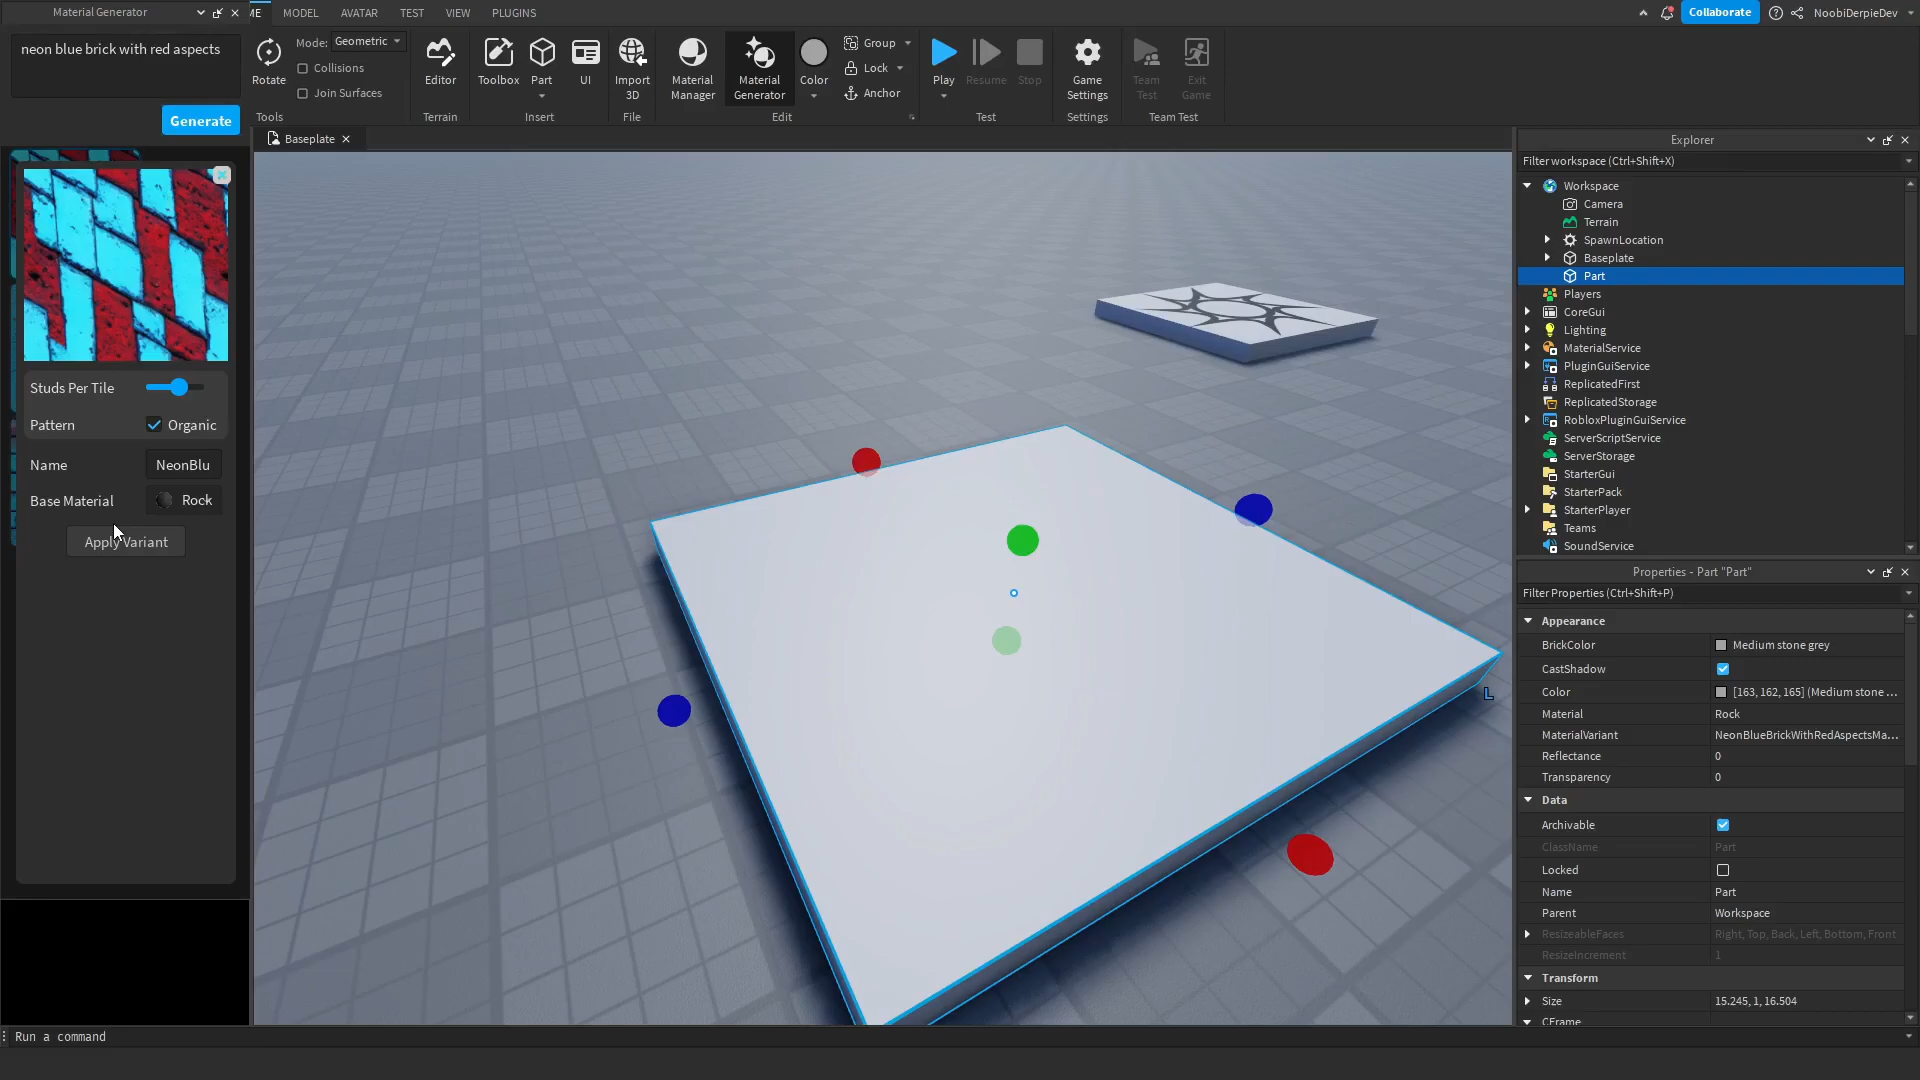 Material Generator
ME
MODEL
AVATAR
TEST
VIEW
PLUGINS
Collaborate
NoobiDerpieDev
neon blue brick with red aspects
Generate
Rotate
Mode:
Geometric
Collisions
Join Surfaces
Tools
Editor
Terrain
Toolbox
Part
UI
Insert
Import
3D
File
Material
Manager
Material
Generator
Color
Group
Lock
Anchor
Edit
Play
Resume
Stop
Test
Game
Settings
Settings
Team
Test
Exit
Game
Team Test
Baseplate
Studs Per Tile
Pattern
Organic
Name
NeonBlu
Base Material
Rock
Apply Variant
L
Explorer
Filter workspace (Ctrl+Shift+X)
Workspace
Camera
Terrain
SpawnLocation
Baseplate
Part
Players
CoreGui
Lighting
MaterialService
PluginGuiService
ReplicatedFirst
ReplicatedStorage
RobloxPluginGuiService
ServerScriptService
ServerStorage
StarterGui
StarterPack
StarterPlayer
Teams
SoundService
Properties - Part "Part"
Filter Properties (Ctrl+Shift+P)
Appearance
BrickColor
Medium stone grey
CastShadow
Color
[163, 162, 165] (Medium stone ...
Material
Rock
MaterialVariant
NeonBlueBrickWithRedAspectsMa...
Reflectance
0
Transparency
0
Data
Archivable
ClassName
Part
Locked
Name
Part
Parent
Workspace
ResizeableFaces
Right, Top, Back, Left, Bottom, Front
ResizeIncrement
1
Transform
Size
15.245, 1, 16.504
CFrame
Run a command